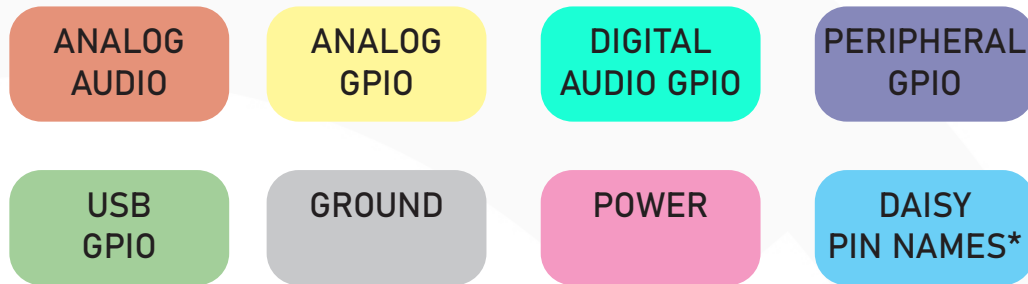 ANALOG
AUDIO
ANALOG
GPIO
DIGITAL
AUDIO GPIO
PERIPHERAL
GPIO
USB
GPIO
GROUND
POWER
DAISY
PIN NAMES*